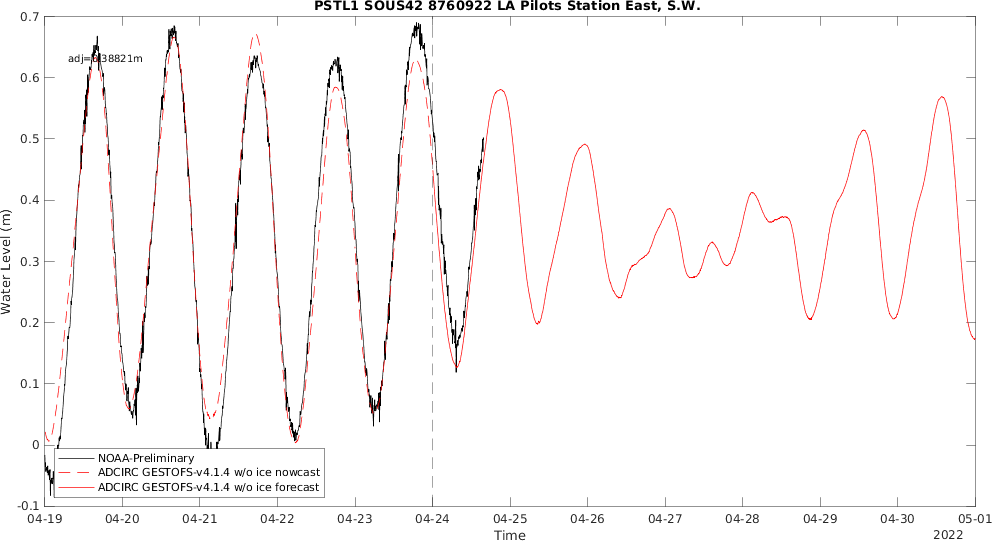 PSTL1 SOUS42 8760922 LA Pilots Station East, S.W.
0.7
0.6
0.5
0.4
0.3
0.2
0.1
0
-0.1
Water Level (m)
adj=0.38821m
NOAA-Preliminary
ADCIRC GESTOFS-v4.1.4 w/o ice nowcast
ADCIRC GESTOFS-v4.1.4 w/o ice forecast
04-19 04-20 04-21 04-22 04-23 04-24 04-25 04-26 04-27 04-28 04-29 04-30 05-01
Time
2022